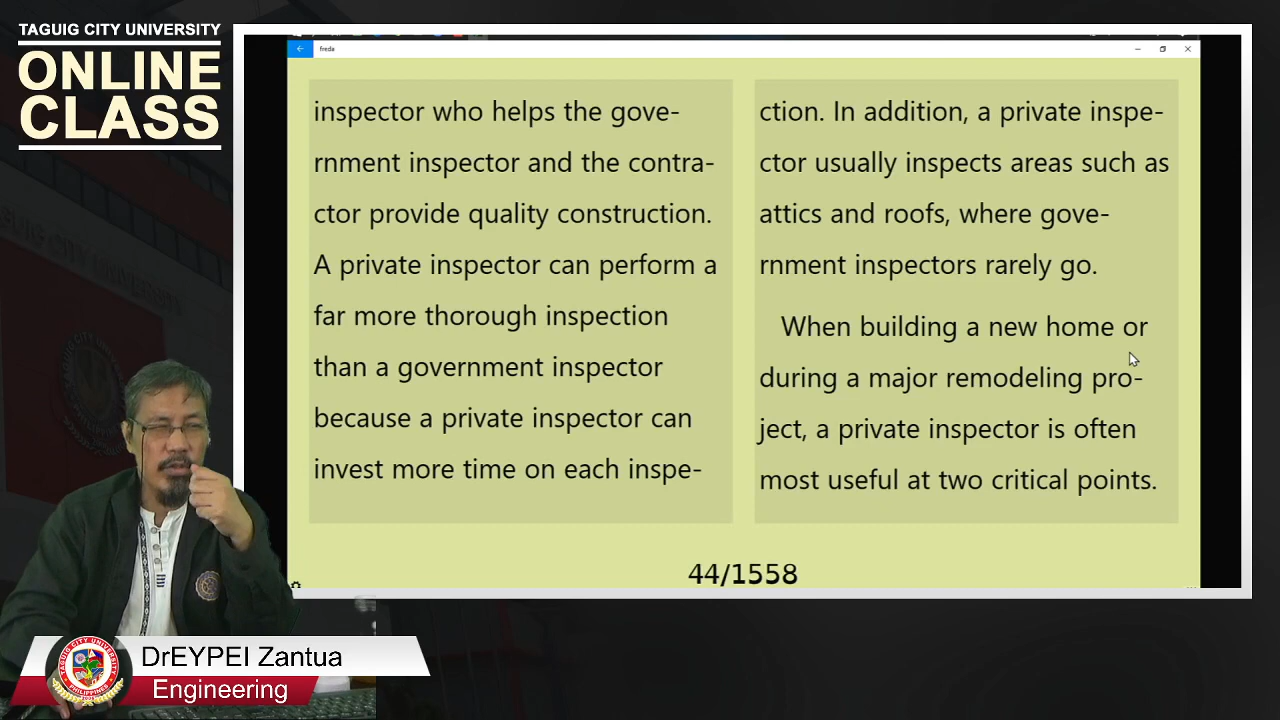 TAGUIG CITY UNIVERSITY
ONLINE
CLASS
freda
inspector who helps the gove-
rnment inspector and the contra-
ctor provide quality construction.
A private inspector can perform a
far more thorough inspection
than a government inspector
because a private inspector can
invest more time on each inspe-
ction. In addition, a private inspe-
ctor usually inspects areas such as
attics and roofs, where gove-
rnment inspectors rarely go.
When building a new home or
during a major remodeling pro-
ject, a private inspector is often
most useful at two critical points.
44/1558
DrEYPEI Zantua
Engineering